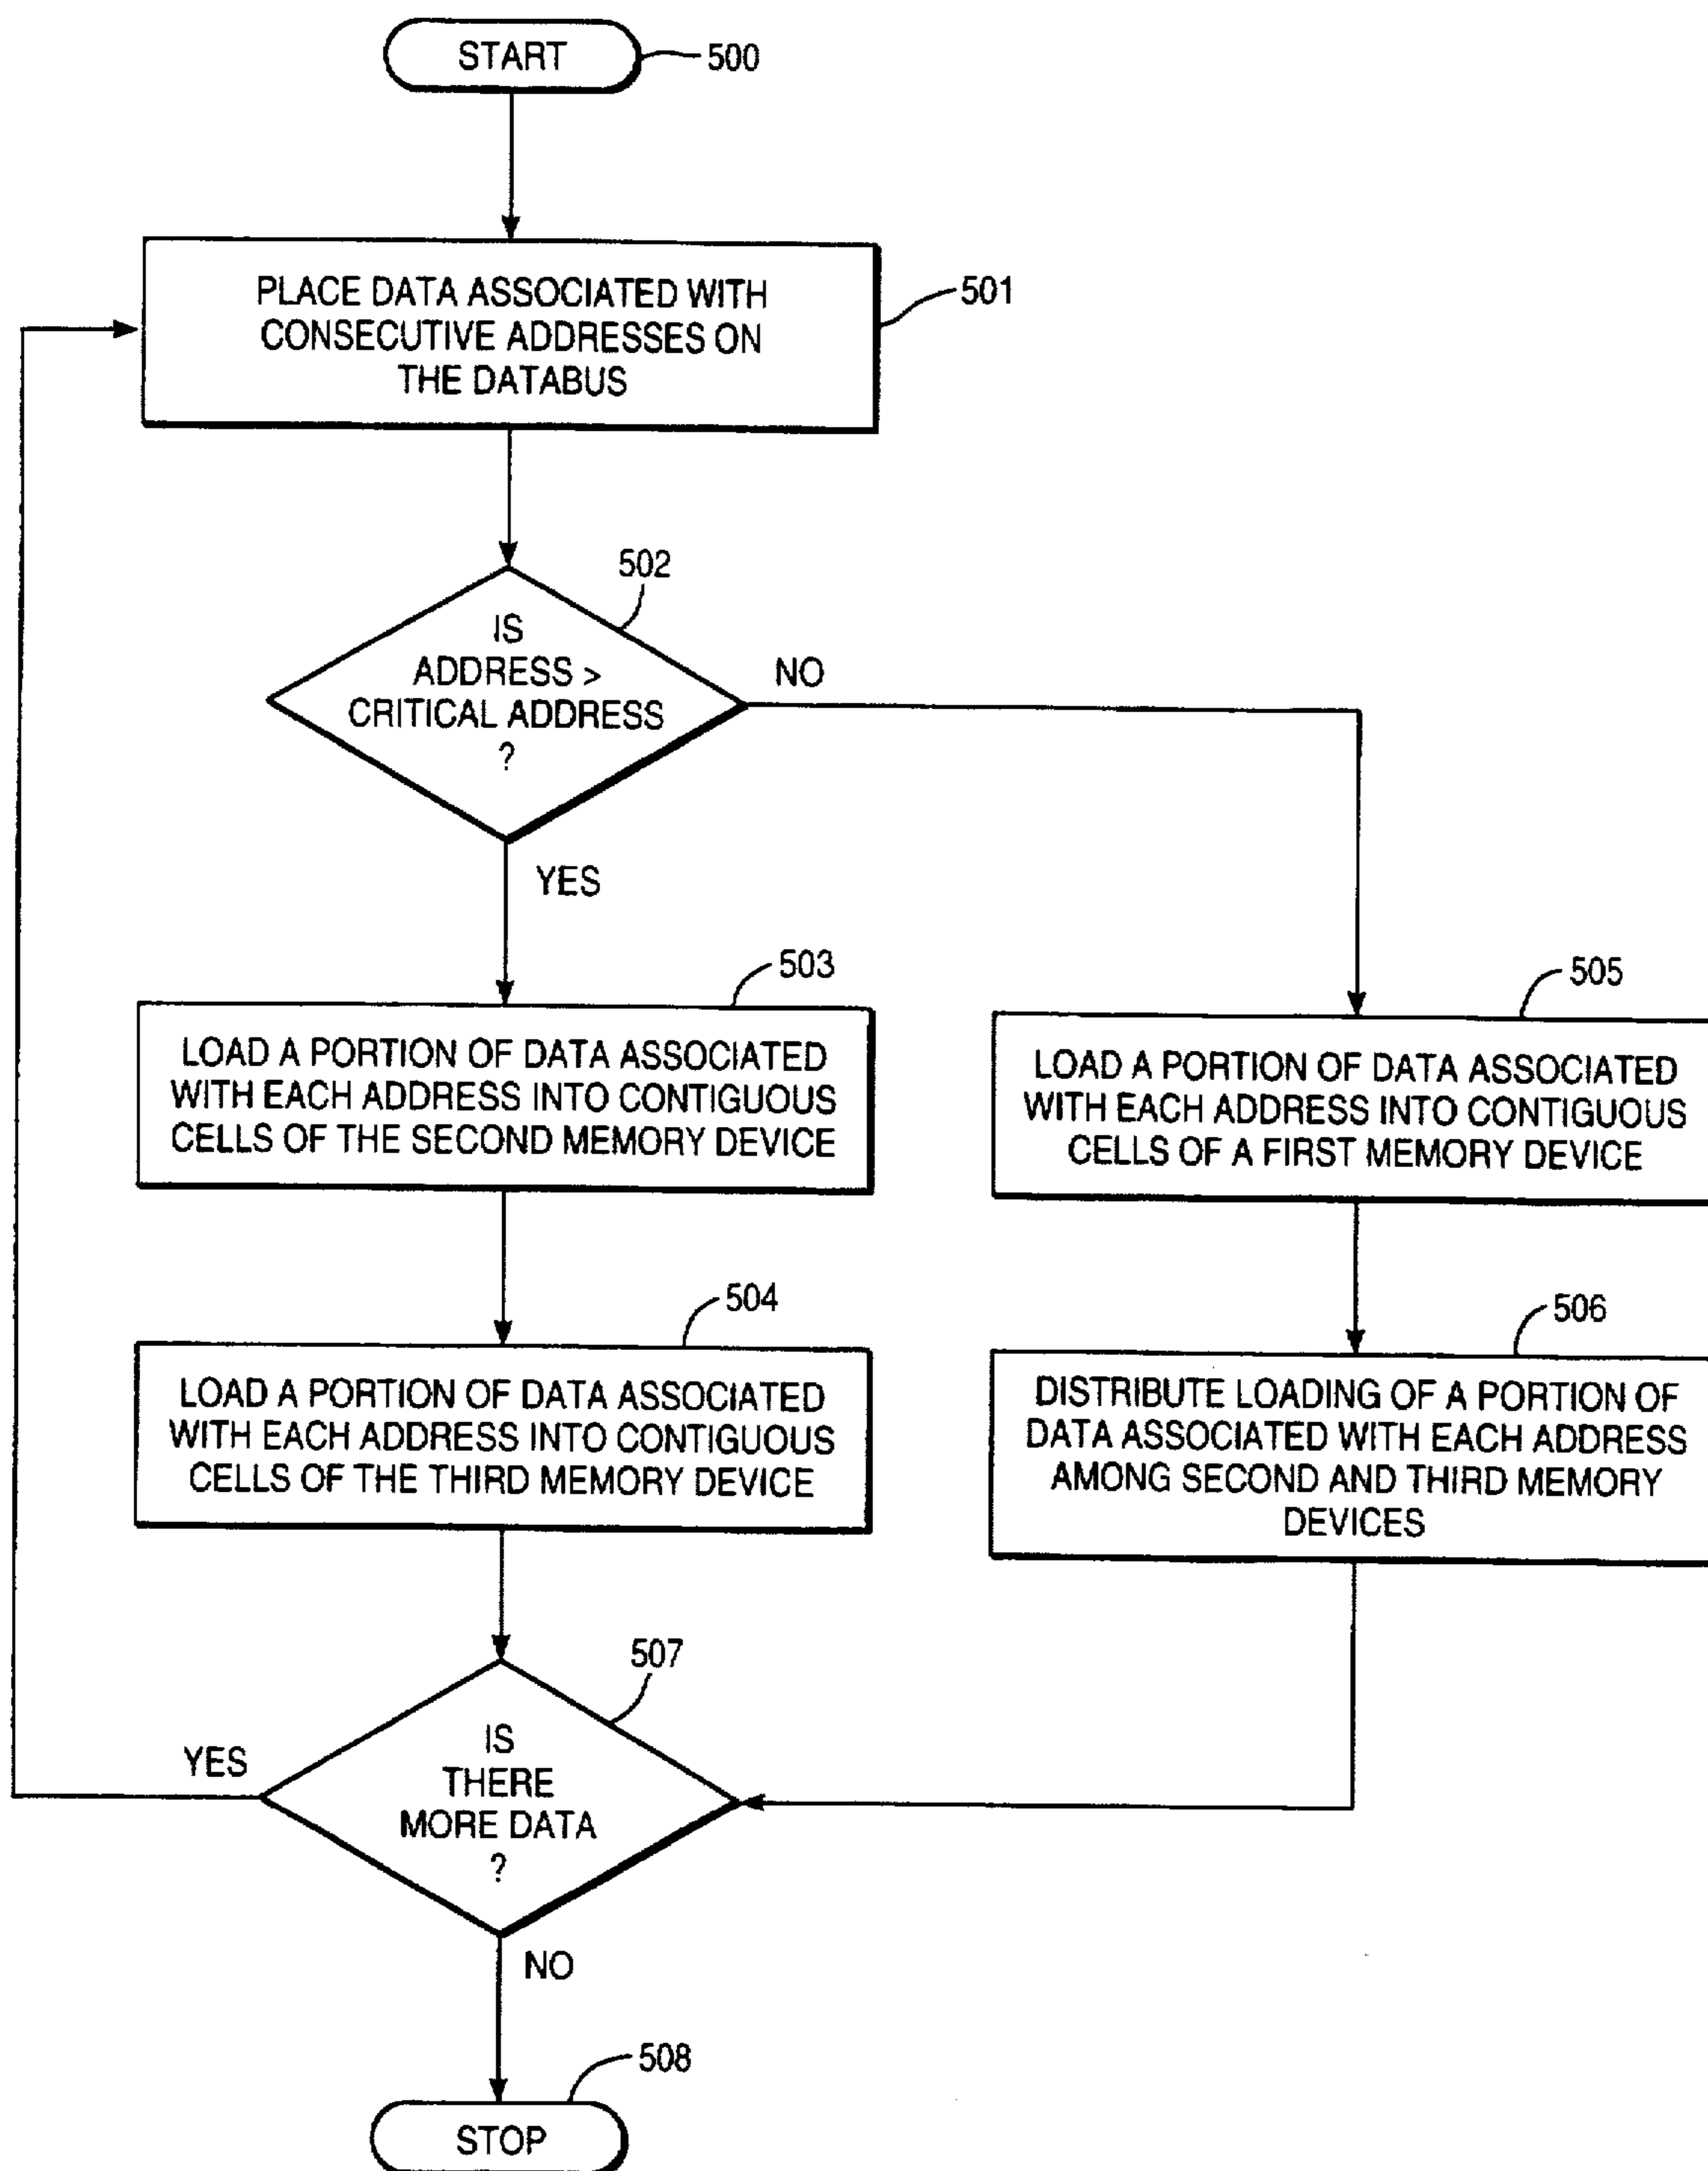 START
500
PLACE DATA ASSOCIATED WITH
CONSECUTIVE ADDRESSES ON
THE DATABUS
501
502
IS
ADDRESS >
CRITICAL ADDRESS
?
NO
YES
503
LOAD A PORTION OF DATA ASSOCIATED
WITH EACH ADDRESS INTO CONTIGUOUS
CELLS OF THE SECOND MEMORY DEVICE
505
LOAD A PORTION OF DATA ASSOCIATED
WITH EACH ADDRESS INTO CONTIGUOUS
CELLS OF A FIRST MEMORY DEVICE
504
LOAD A PORTION OF DATA ASSOCIATED
WITH EACH ADDRESS INTO CONTIGUOUS
CELLS OF THE THIRD MEMORY DEVICE
506
DISTRIBUTE LOADING OF A PORTION OF
DATA ASSOCIATED WITH EACH ADDRESS
AMONG SECOND AND THIRD MEMORY
DEVICES
507
IS
THERE
MORE DATA
?
YES
NO
508
STOP